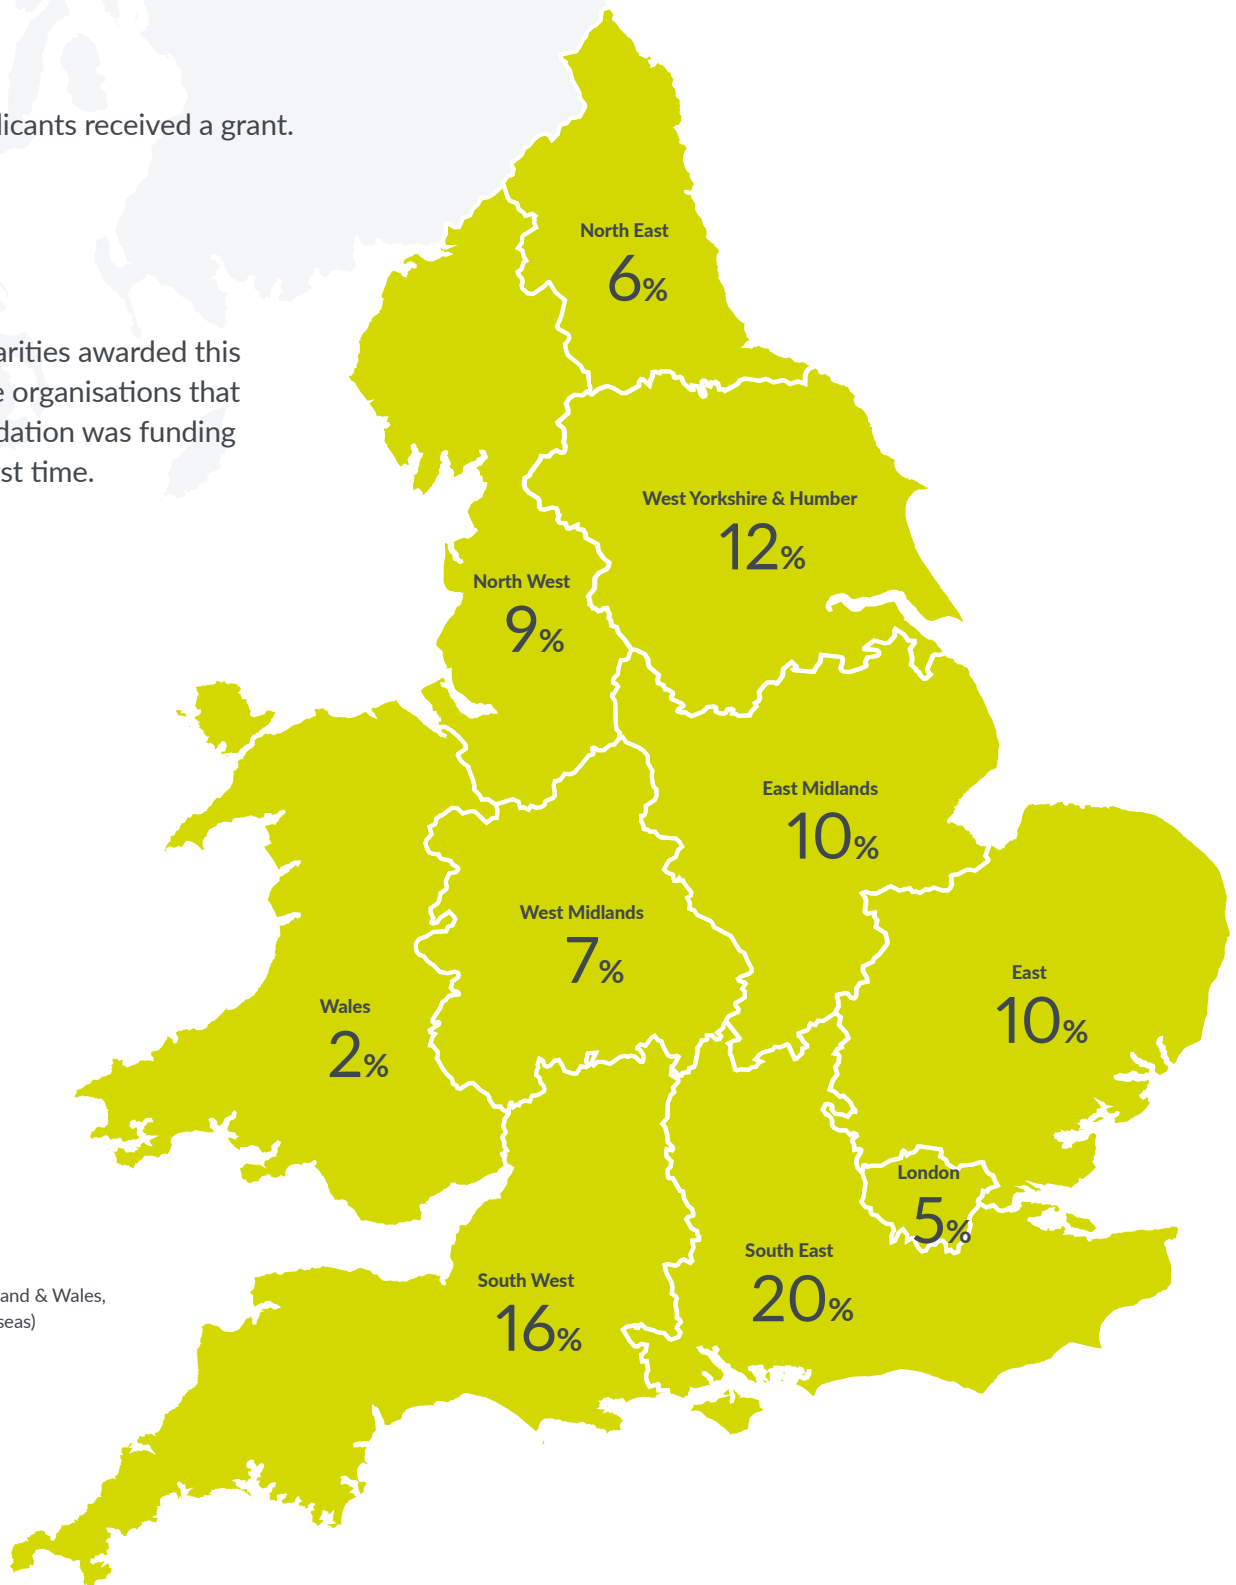 licants received a grant.
arities awarded this
e organisations that
dation was funding
st time.
North East
6%
West Yorkshire & Humber
12%
North West
9%
East Midlands
10%
West Midlands
7%
East
10%
Wales
2%
London
5%
South East
20%
South West
16%
and & Wales,
seas)